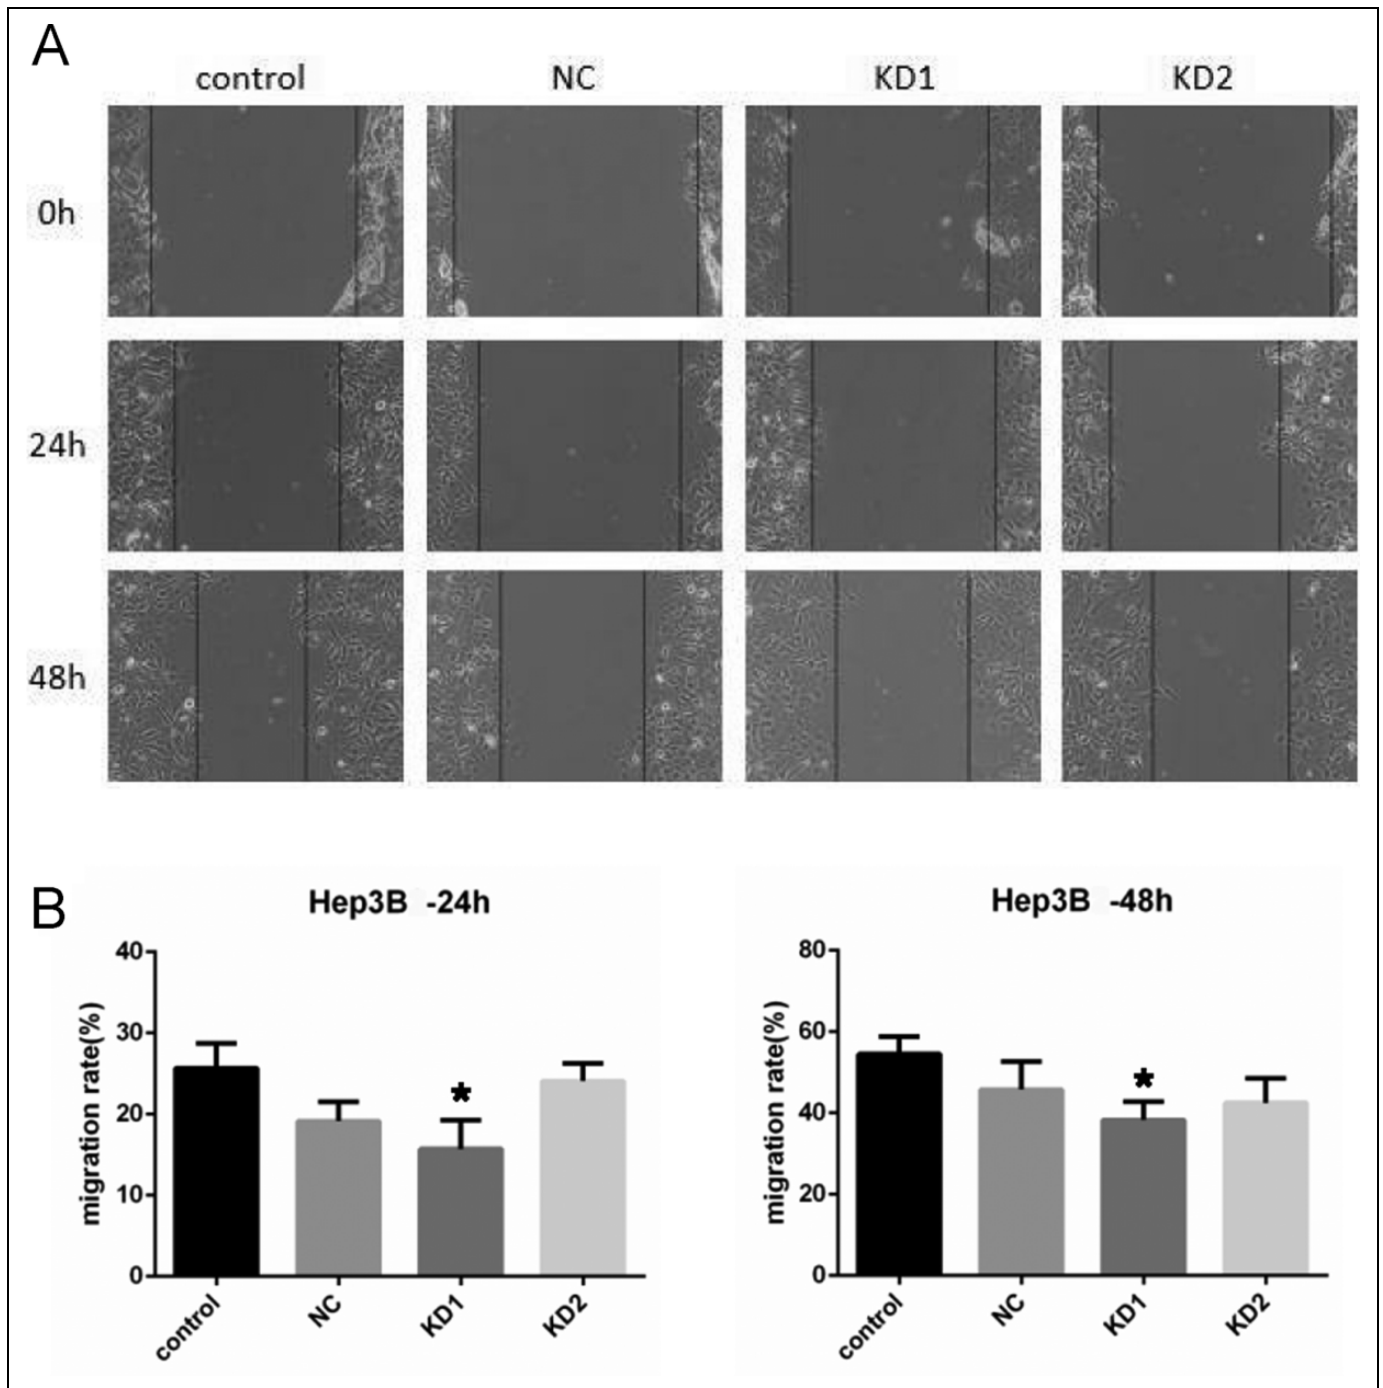 A
control NC KD1 KD2
0h
24h
48h
B
Hep3B -24h
migration rate(%)
40
30
20
10
0
control NC KD1 KD2
*
Hep3B -48h
migration rate(%)
80
60
40
20
0
control NC KD1 KD2
*